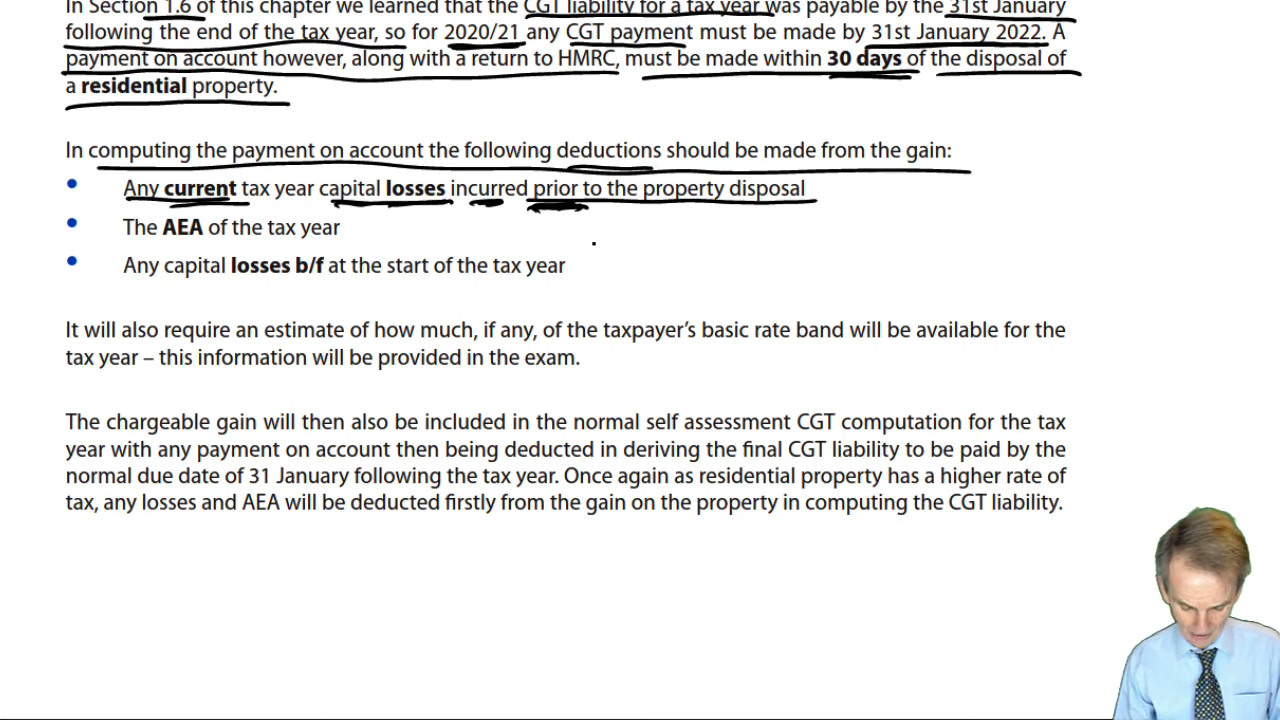 In Section 1.6 of this chapter we learned that the CGT liability for a tax year was payable by the 31st January
following the end of the tax year, so for 2020/21 any CGT payment must be made by 31st January 2022. A
payment on account however, along with a return to HMRC, must be made within 30 days of the disposal of
a residential property.
In computing the payment on account the following deductions should be made from the gain:
• Any current tax year capital losses incurred prior to the property disposal
• The AEA of the tax year
• Any capital losses b/f at the start of the tax year
It will also require an estimate of how much, if any, of the taxpayer's basic rate band will be available for the
tax year – this information will be provided in the exam.
The chargeable gain will then also be included in the normal self assessment CGT computation for the tax
year with any payment on account then being deducted in deriving the final CGT liability to be paid by the
normal due date of 31 January following the tax year. Once again as residential property has a higher rate of
tax, any losses and AEA will be deducted firstly from the gain on the property in computing the CGT liability.